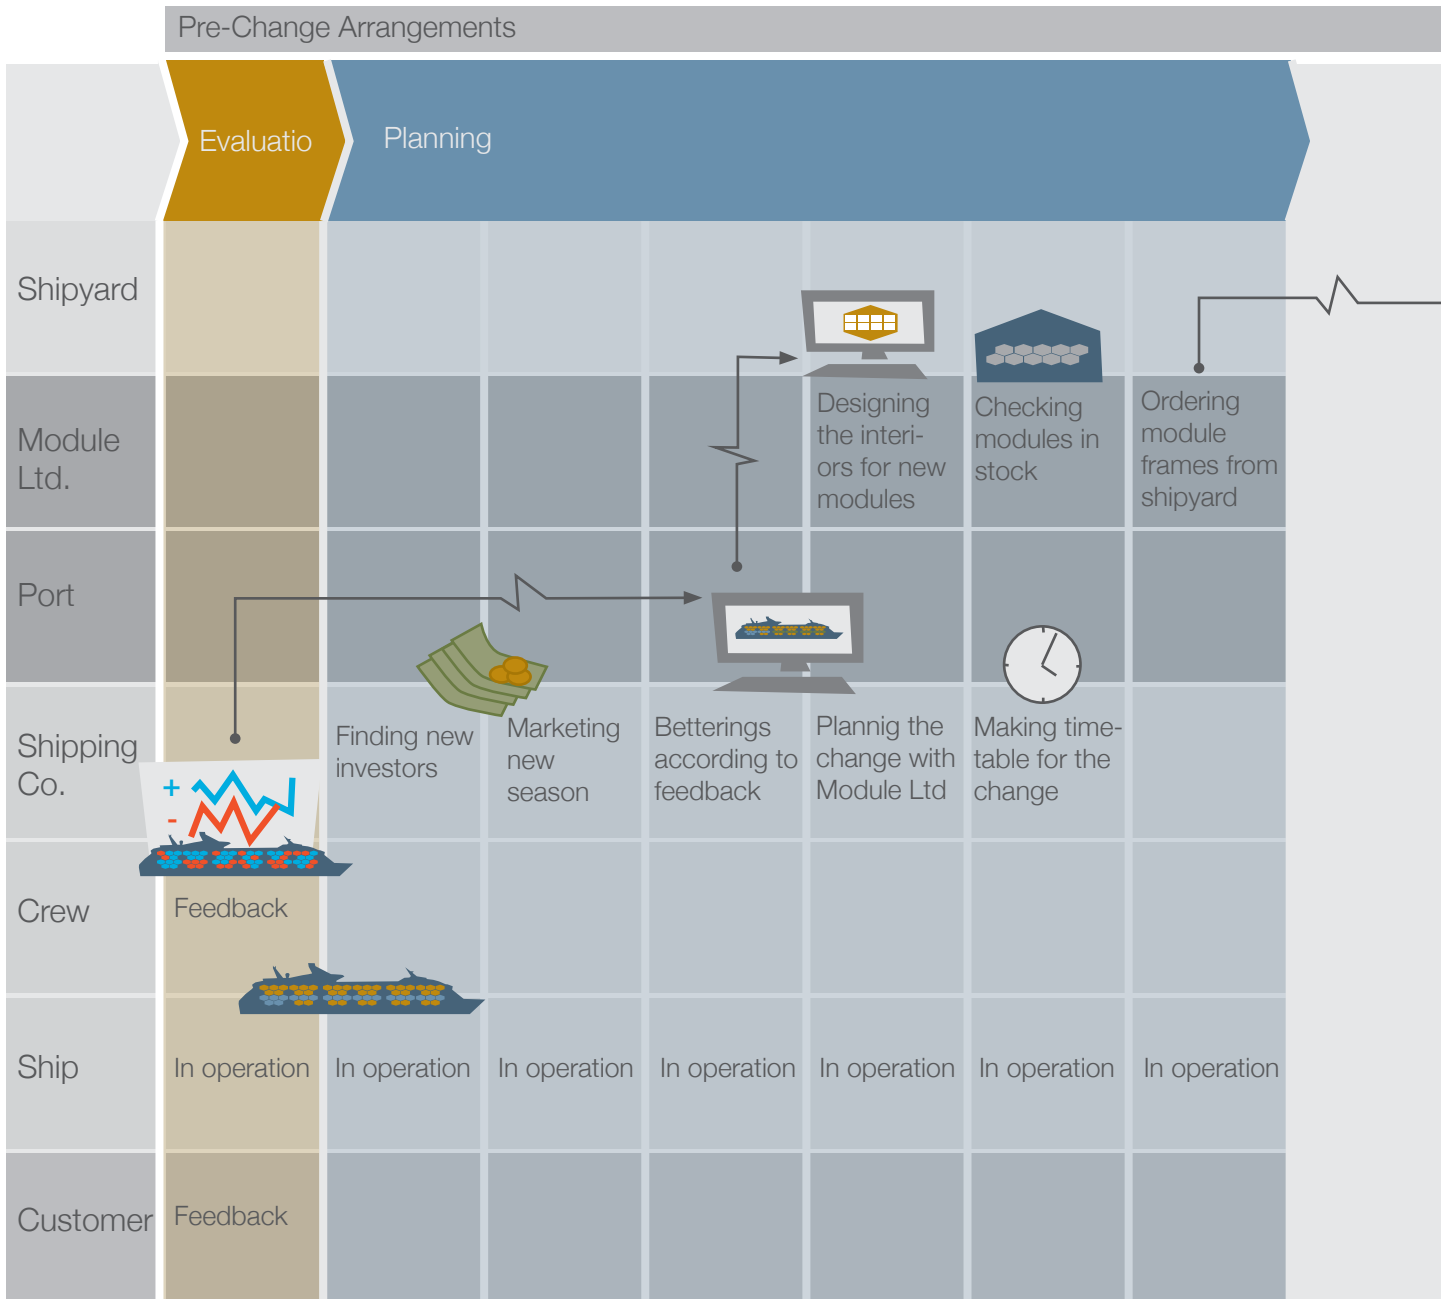 Pre-Change Arrangements
Evaluatio
Planning
Shipyard
Module
Ltd.
Designing
the interi-
ors for new
modules
Checking
modules in
stock
Ordering
module
frames from
shipyard
Port
Shipping
Co.
+
-
Finding new
investors
Marketing
new
season
Betterings
according to
feedback
Plannig the
change with
Module Ltd
Making time-
table for the
change
Crew
Feedback
Ship
In operation
In operation
In operation
In operation
In operation
In operation
In operation
Customer
Feedback